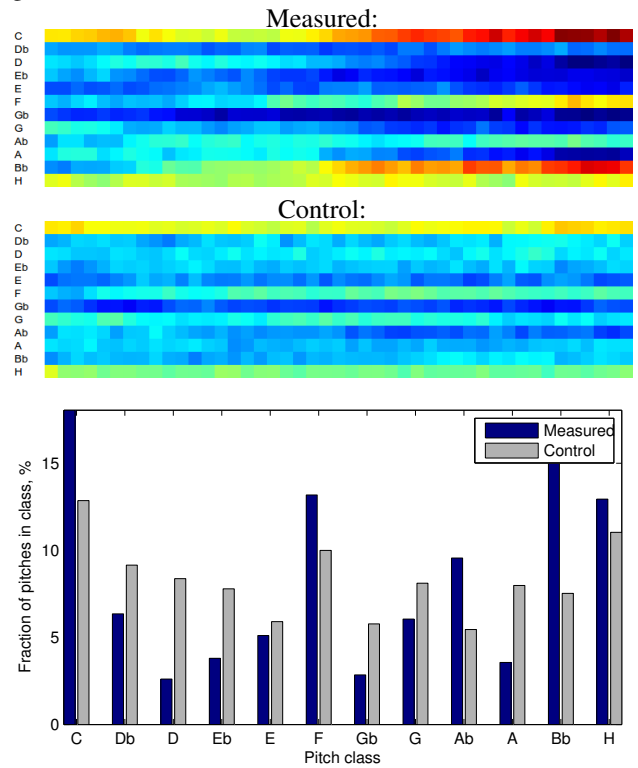 Measured:
C
Db
D
Eb
E
F
Gb
G
Ab
A
Bb
H
Control:
C
Db
D
Eb
E
F
Gb
G
Ab
A
Bb
H
Fraction of pitches in class, %
15
10
5
0
Measured
Control
C Db D Eb E F Gb G Ab A Bb H
Pitch class